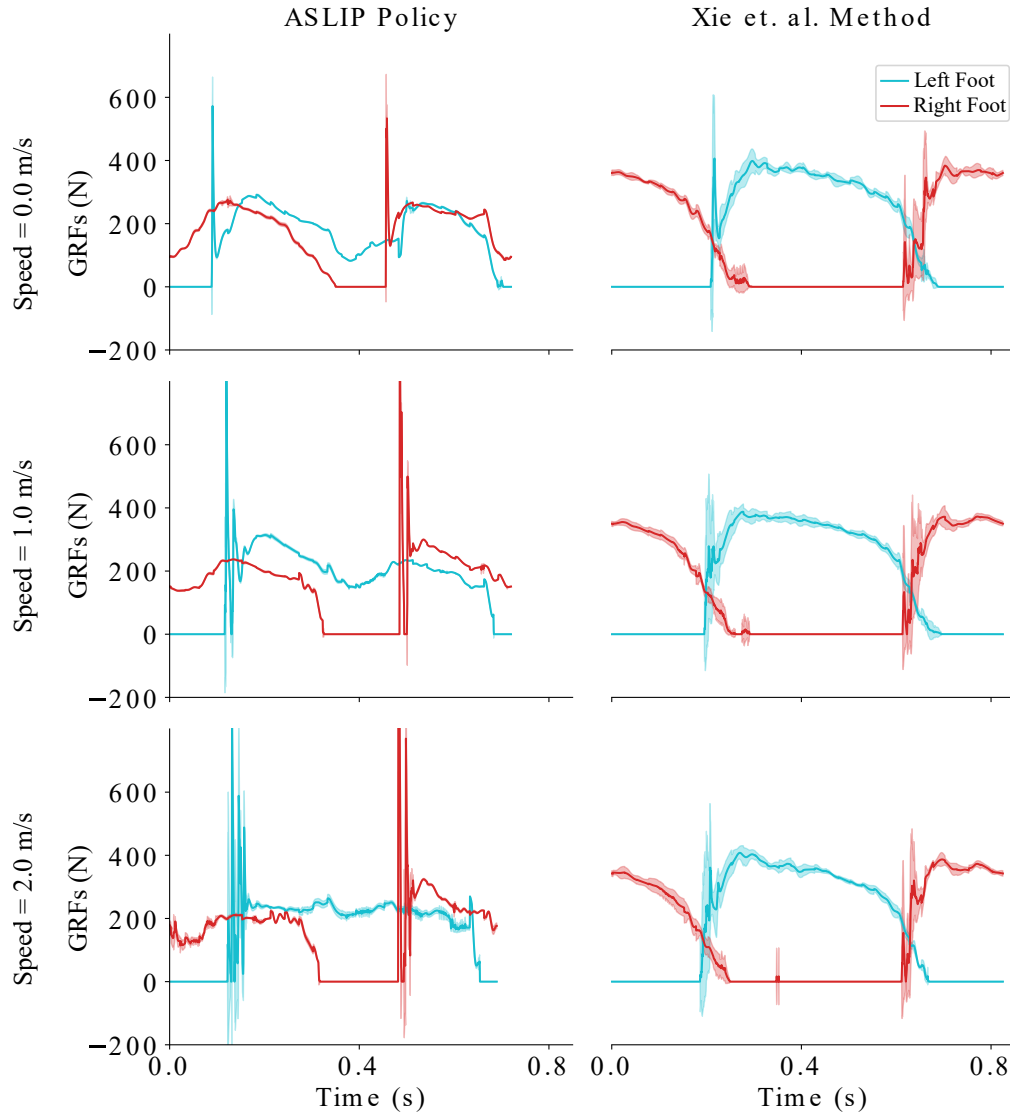 ASLIP Policy
Xie et. al. Method
Speed = 0.0 m/s
GRFs (N)
600
400
200
0
−200
Left Foot
Right Foot
Speed = 1.0 m/s
GRFs (N)
600
400
200
0
−200
Speed = 2.0 m/s
GRFs (N)
600
400
200
0
−200
0.0
0.4
0.8
Time (s)
0.0
0.4
0.8
Time (s)